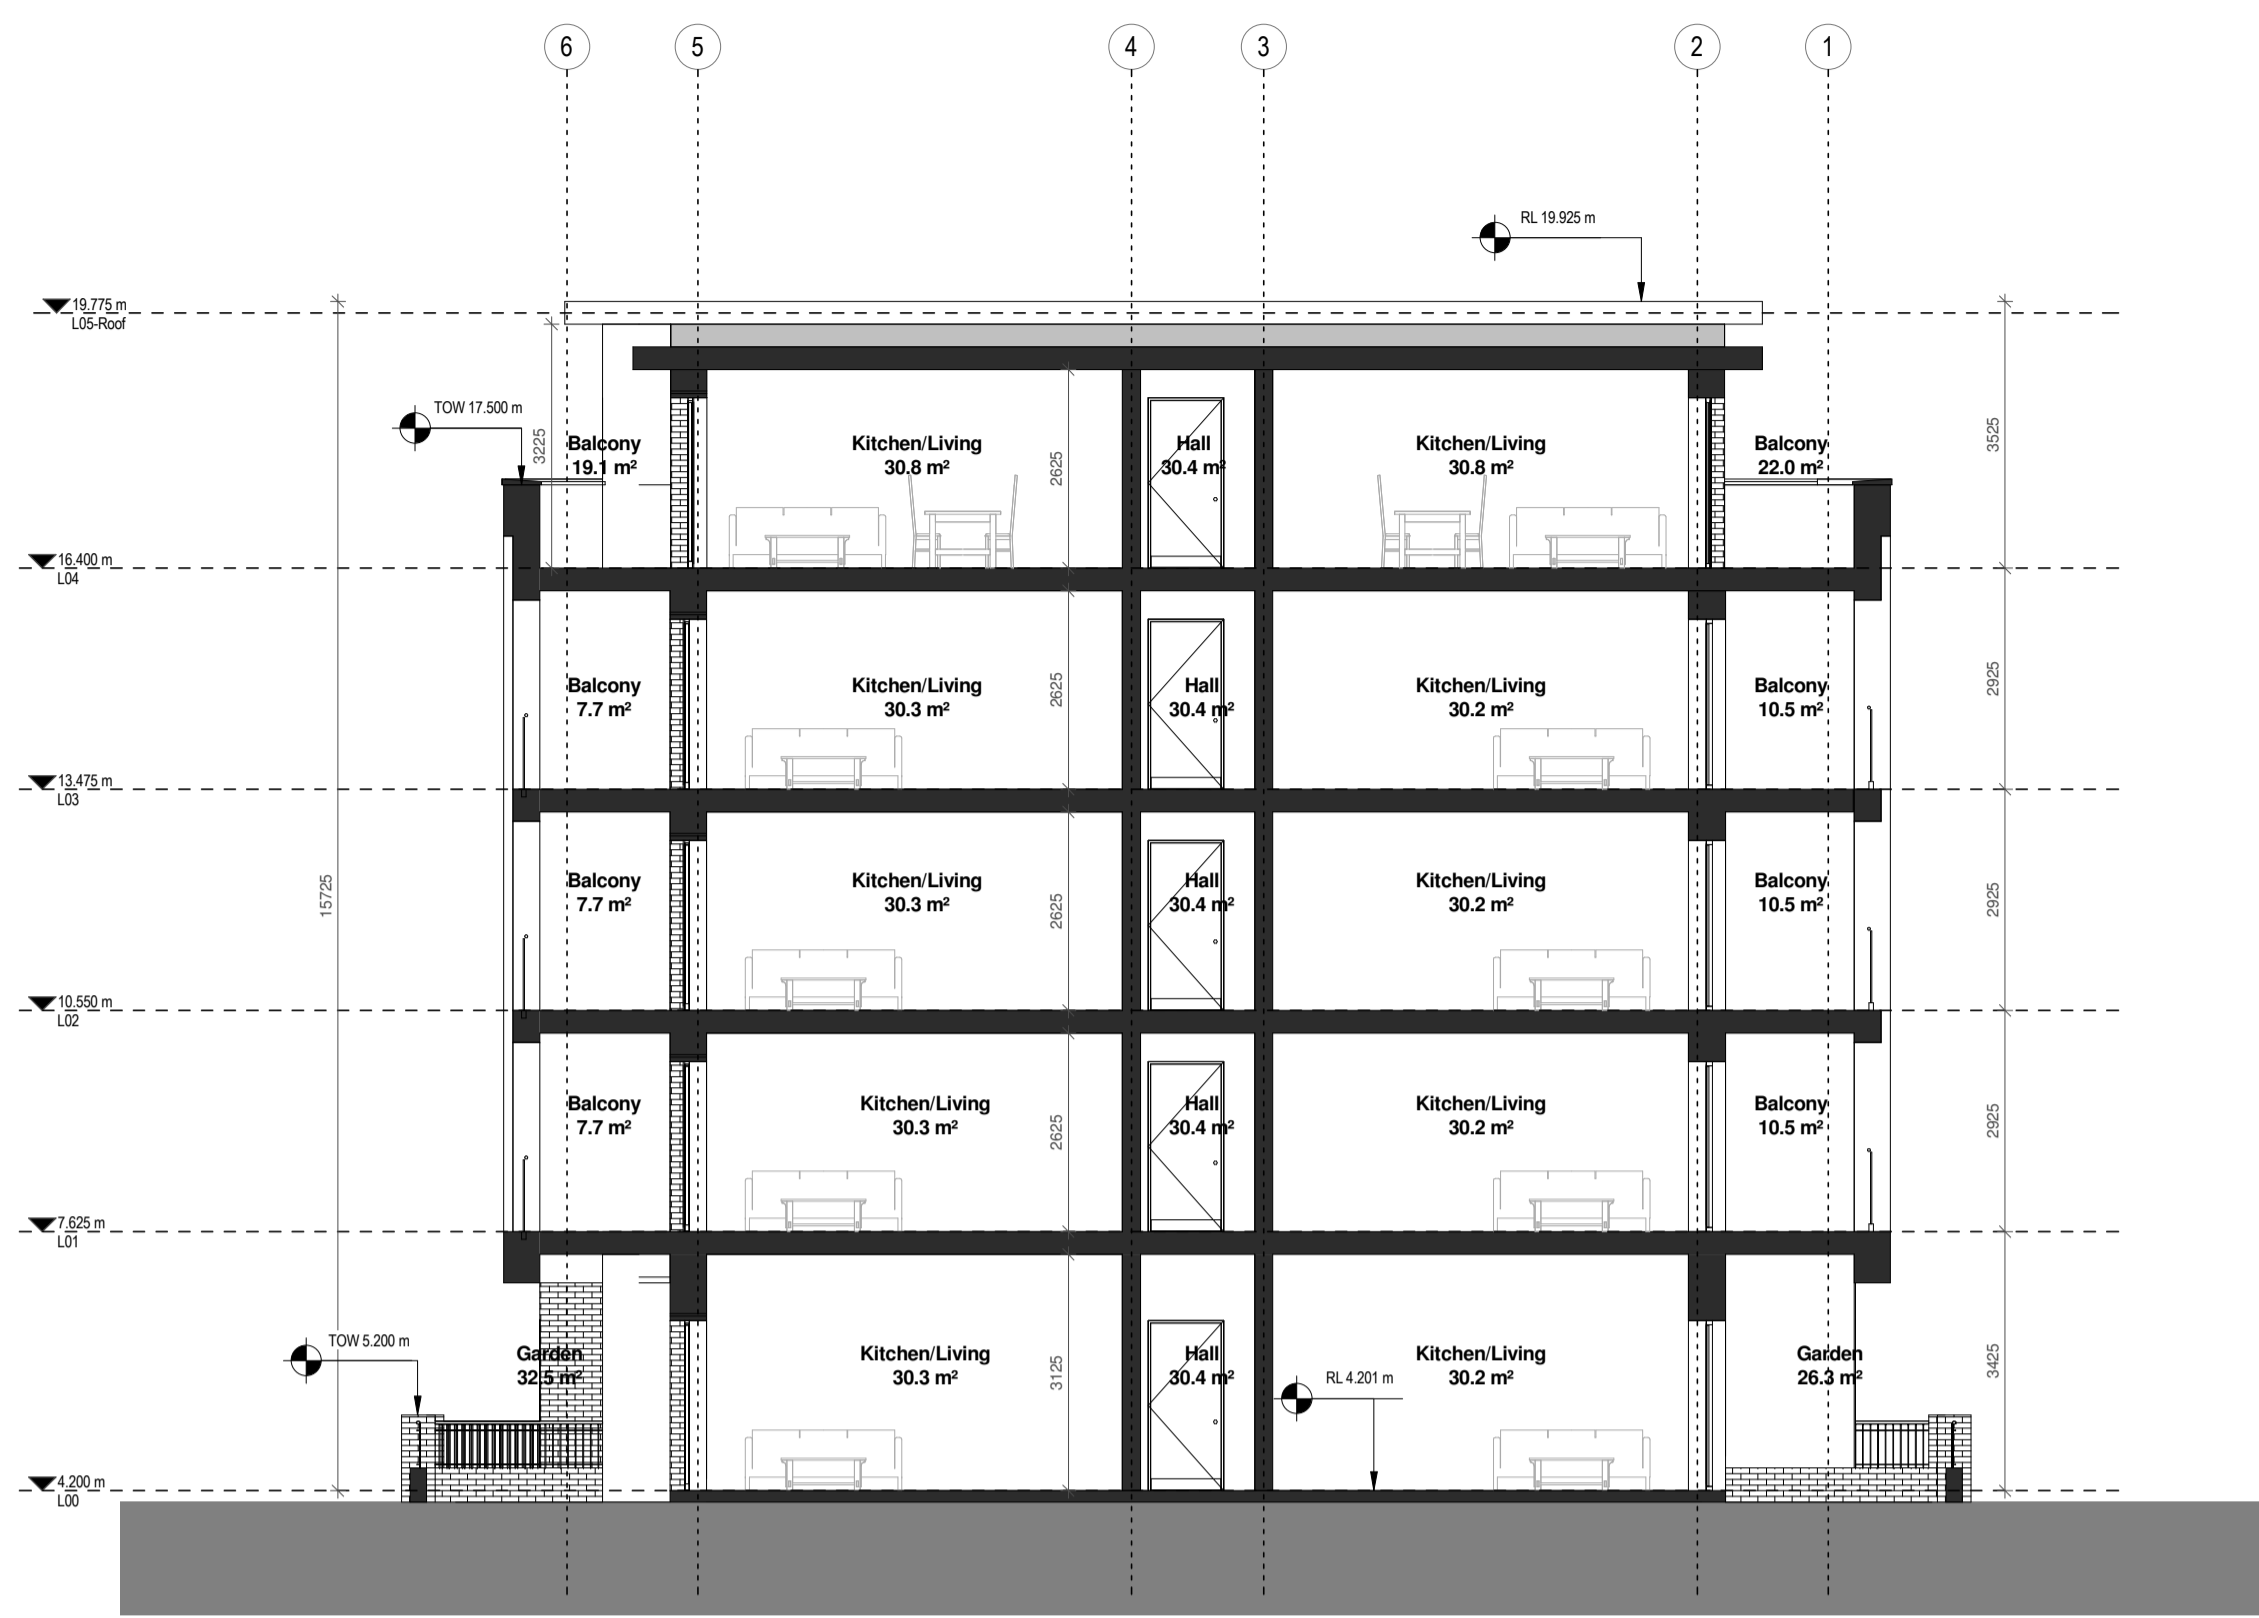 6
5
4
3
2
1
RL 19.925 m
19.775 m
L05-Roof
TOW 17.500 m
3225
Balcony
19.1 m²
Kitchen/Living
30.8 m²
2625
Hall
30.4 m²
Kitchen/Living
30.8 m²
Balcony
22.0 m²
3525
16.400 m
L04
Balcony
7.7 m²
Kitchen/Living
30.3 m²
2625
Hall
30.4 m²
Kitchen/Living
30.2 m²
Balcony
10.5 m²
2925
13.475 m
L03
15725
Balcony
7.7 m²
Kitchen/Living
30.3 m²
2625
Hall
30.4 m²
Kitchen/Living
30.2 m²
Balcony
10.5 m²
2925
10.550 m
L02
Balcony
7.7 m²
Kitchen/Living
30.3 m²
2625
Hall
30.4 m²
Kitchen/Living
30.2 m²
Balcony
10.5 m²
2925
7.625 m
L01
TOW 5.200 m
Garden
32.5 m²
Kitchen/Living
30.3 m²
3125
Hall
30.4 m²
RL 4.201 m
Kitchen/Living
30.2 m²
Garden
26.3 m²
3425
4.200 m
L00